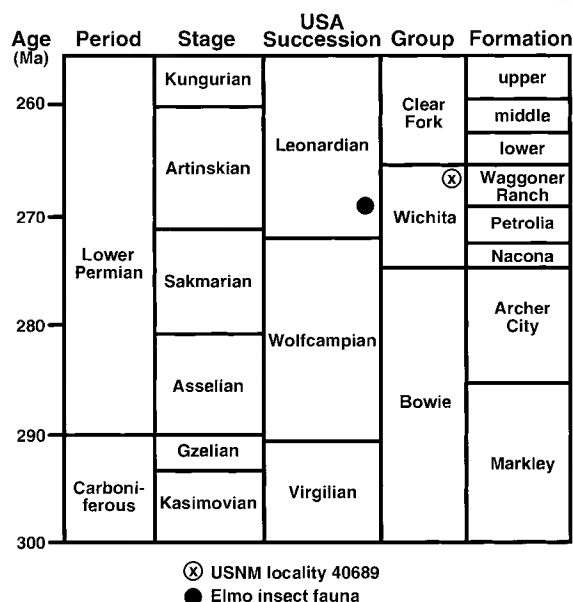 USA
Age Period Stage Succession Group Formation
(Ma)
Kungurian
upper
260
Clear
Fork
middle
Leonardian
lower
Artinskian
x
Waggoner
Ranch
270
Wichita
Petrolia
Lower
Permian
Nacona
Sakmarian
280
Archer
City
Wolfcampian
Asselian
Bowie
290
Gzelian
Markley
Carboni-
ferous
Kasimovian
Virgilian
300
x USNM locality 40689
Elmo insect fauna